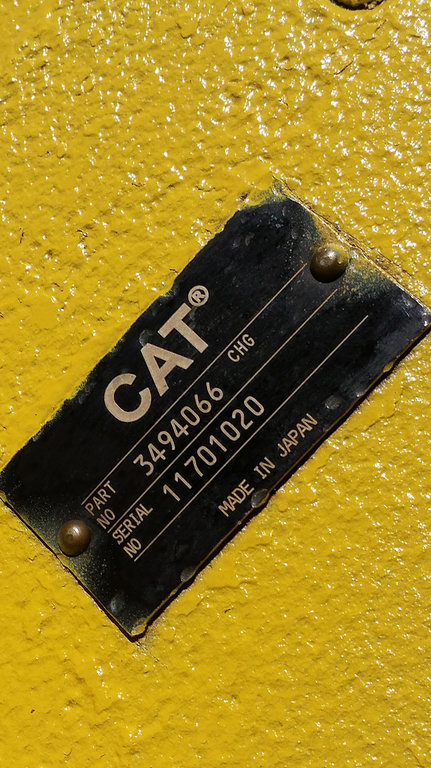 CAT®
PART NO 3494066 CHG
SERIAL NO 11701020
MADE IN JAPAN